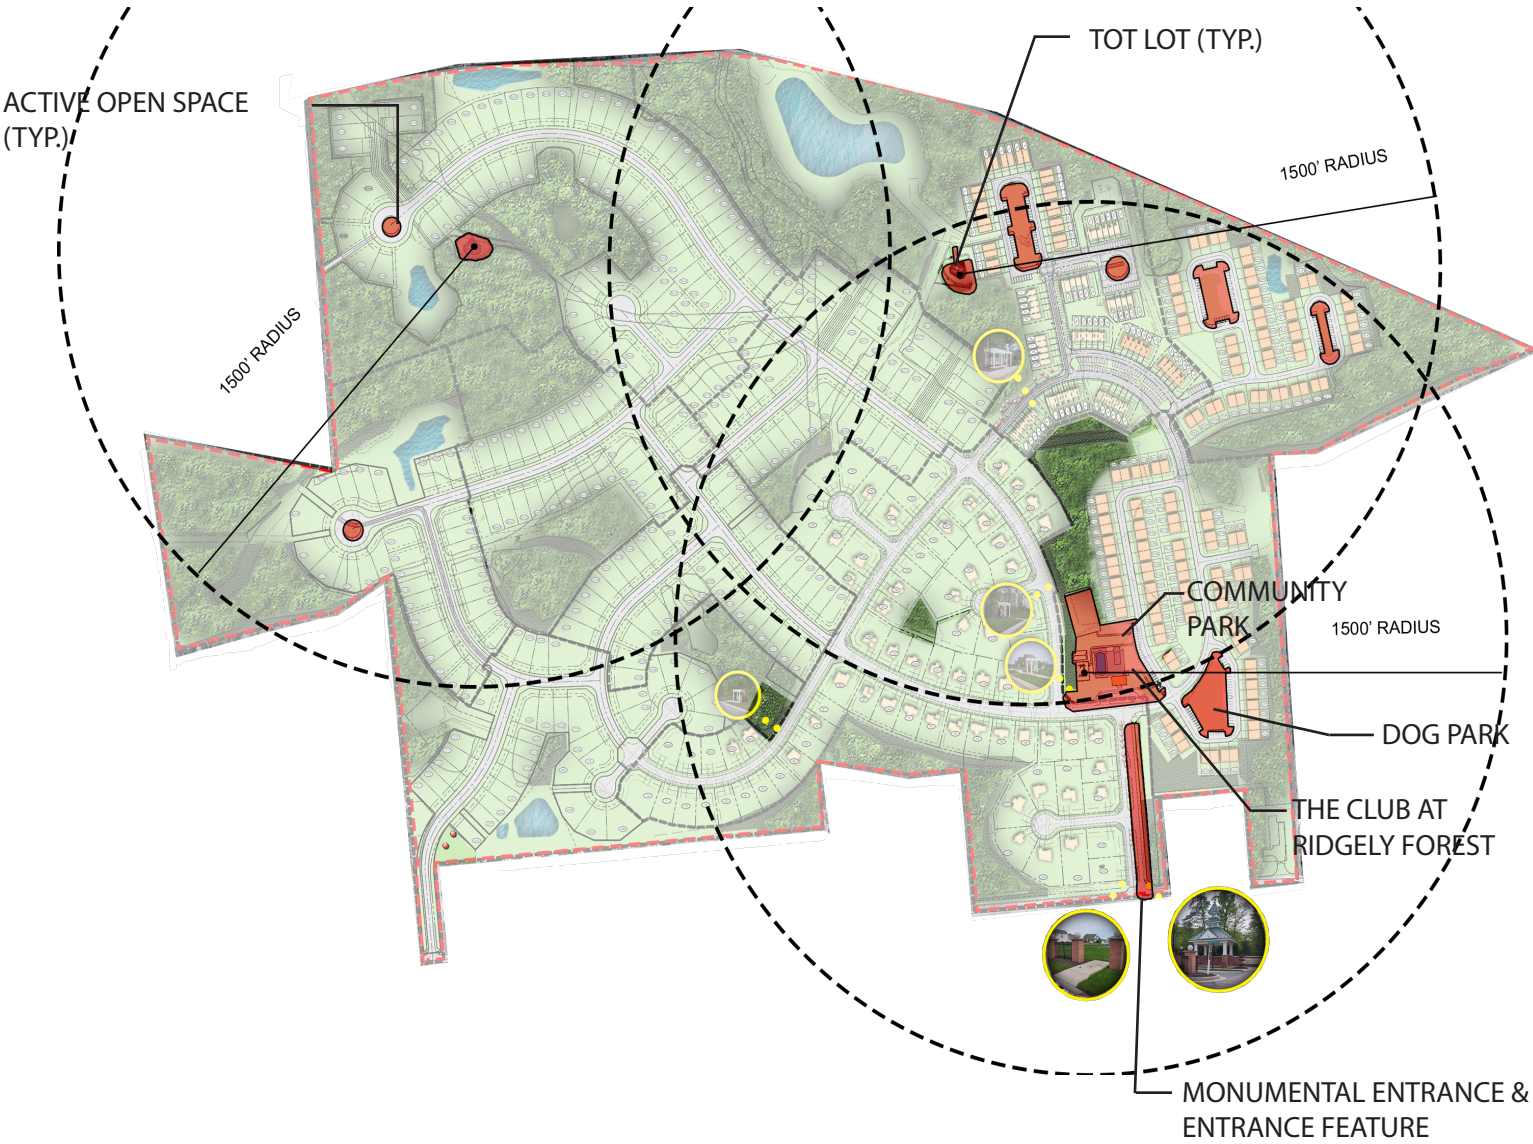 TOT LOT (TYP.)
ACTIVE OPEN SPACE
(TYP.)
1500' RADIUS
1500' RADIUS
COMMUNITY
PARK
1500' RADIUS
DOG PARK
THE CLUB AT
RIDGELY FOREST
MONUMENTAL ENTRANCE &
ENTRANCE FEATURE